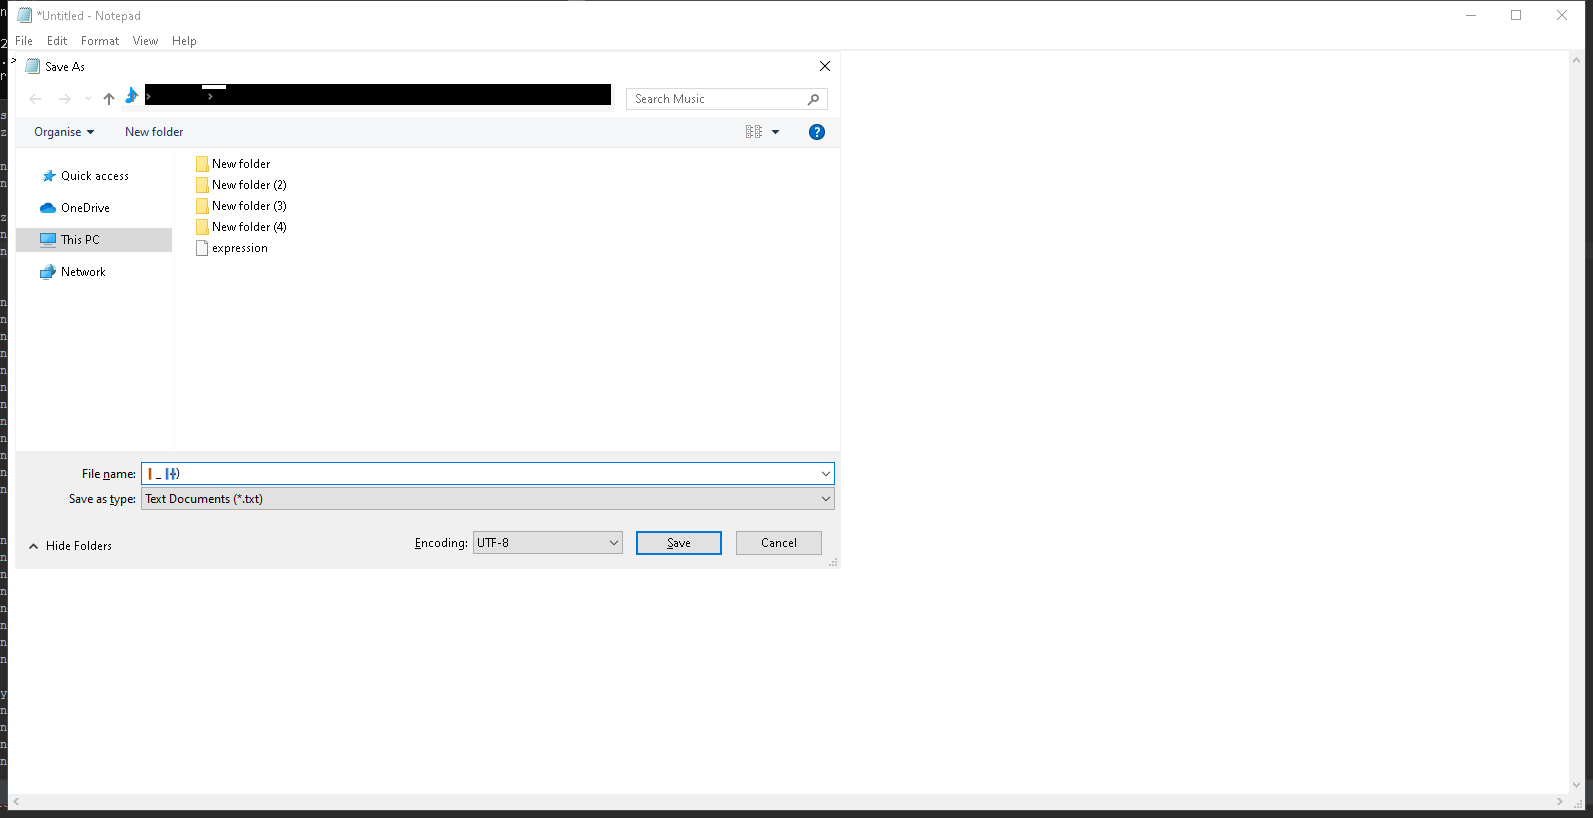 *Untitled - Notepad
File Edit Format View Help
Save As
Search Music
Organise New folder
Quick access
OneDrive
This PC
Network
New folder
New folder (2)
New folder (3)
New folder (4)
expression
File name:
Save as type: Text Documents (*.txt)
Hide Folders
Encoding: UTF-8 Save Cancel